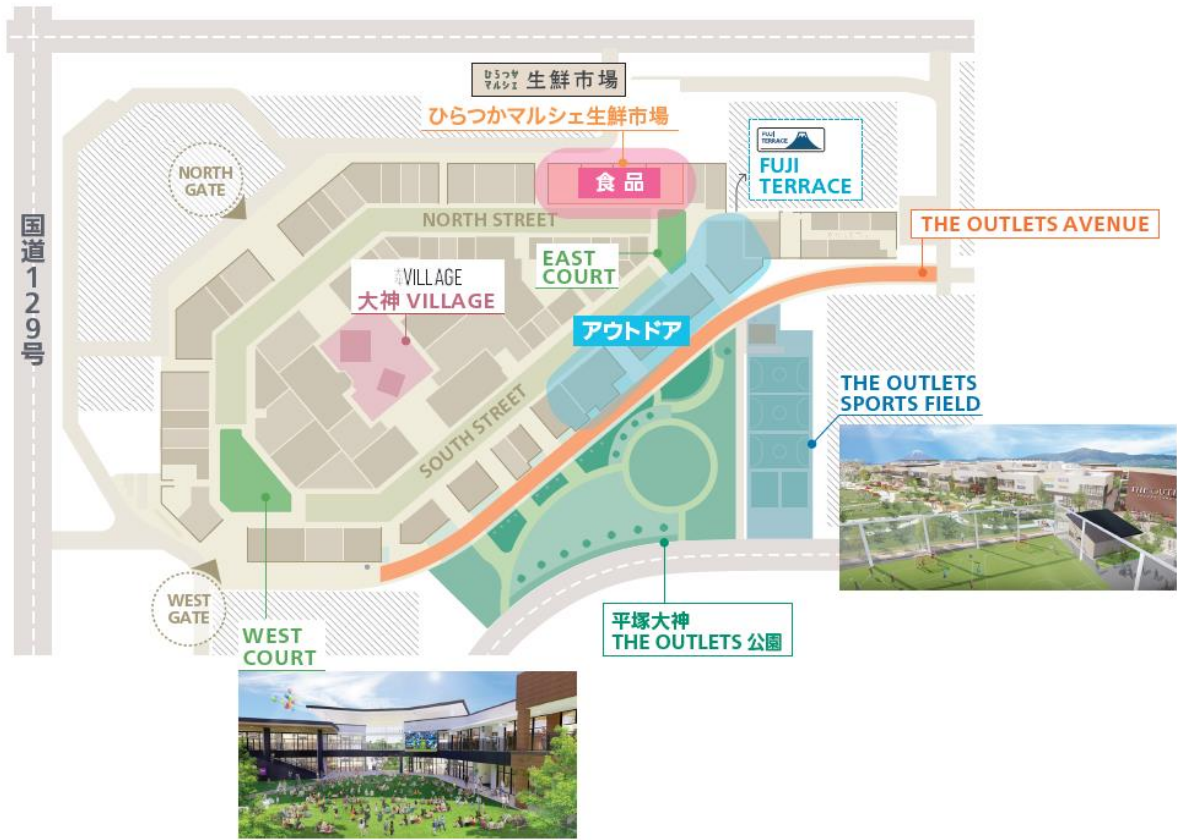 ひらつか
マルシェ 生鮮市場
ひらつかマルシェ生鮮市場
FUJI
TERRACE
FUJI
TERRACE
食品
NORTH
GATE
NORTH STREET
THE OUTLETS AVENUE
国道129号
EAST
COURT
VILLAGE
大神 VILLAGE
アウトドア
THE OUTLETS
SPORTS FIELD
SOUTH STREET
WEST
GATE
WEST
COURT
平塚大神
THE OUTLETS 公園